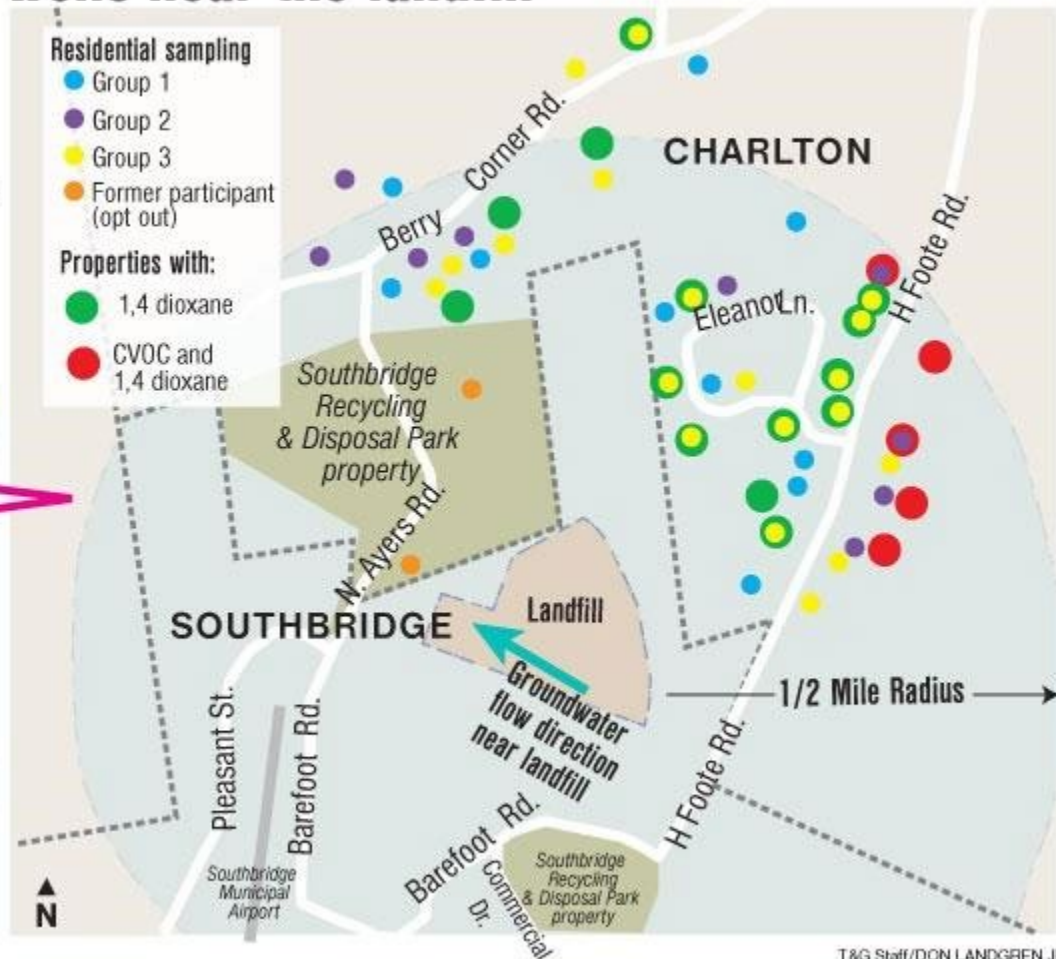 Residential sampling
Group 1
Group 2
Group 3
Former participant
(opt out)
Properties with:
1,4 dioxane
CVOC and
1,4 dioxane
CHARLTON
Berry Corner Rd.
H Foote Rd.
Eleanor Ln.
Southbridge
Recycling
& Disposal Park
property
N. Ayers Rd.
SOUTHBRIDGE
Landfill
Groundwater
flow direction
near landfill
1/2 Mile Radius
Pleasant St.
Barefoot Rd.
H Foote Rd.
Barefoot Rd.
Southbridge
Municipal
Airport
Commercial
Dr.
Southbridge
Recycling
& Disposal Park
property
N
T&G Staff/DON LANDGREN J